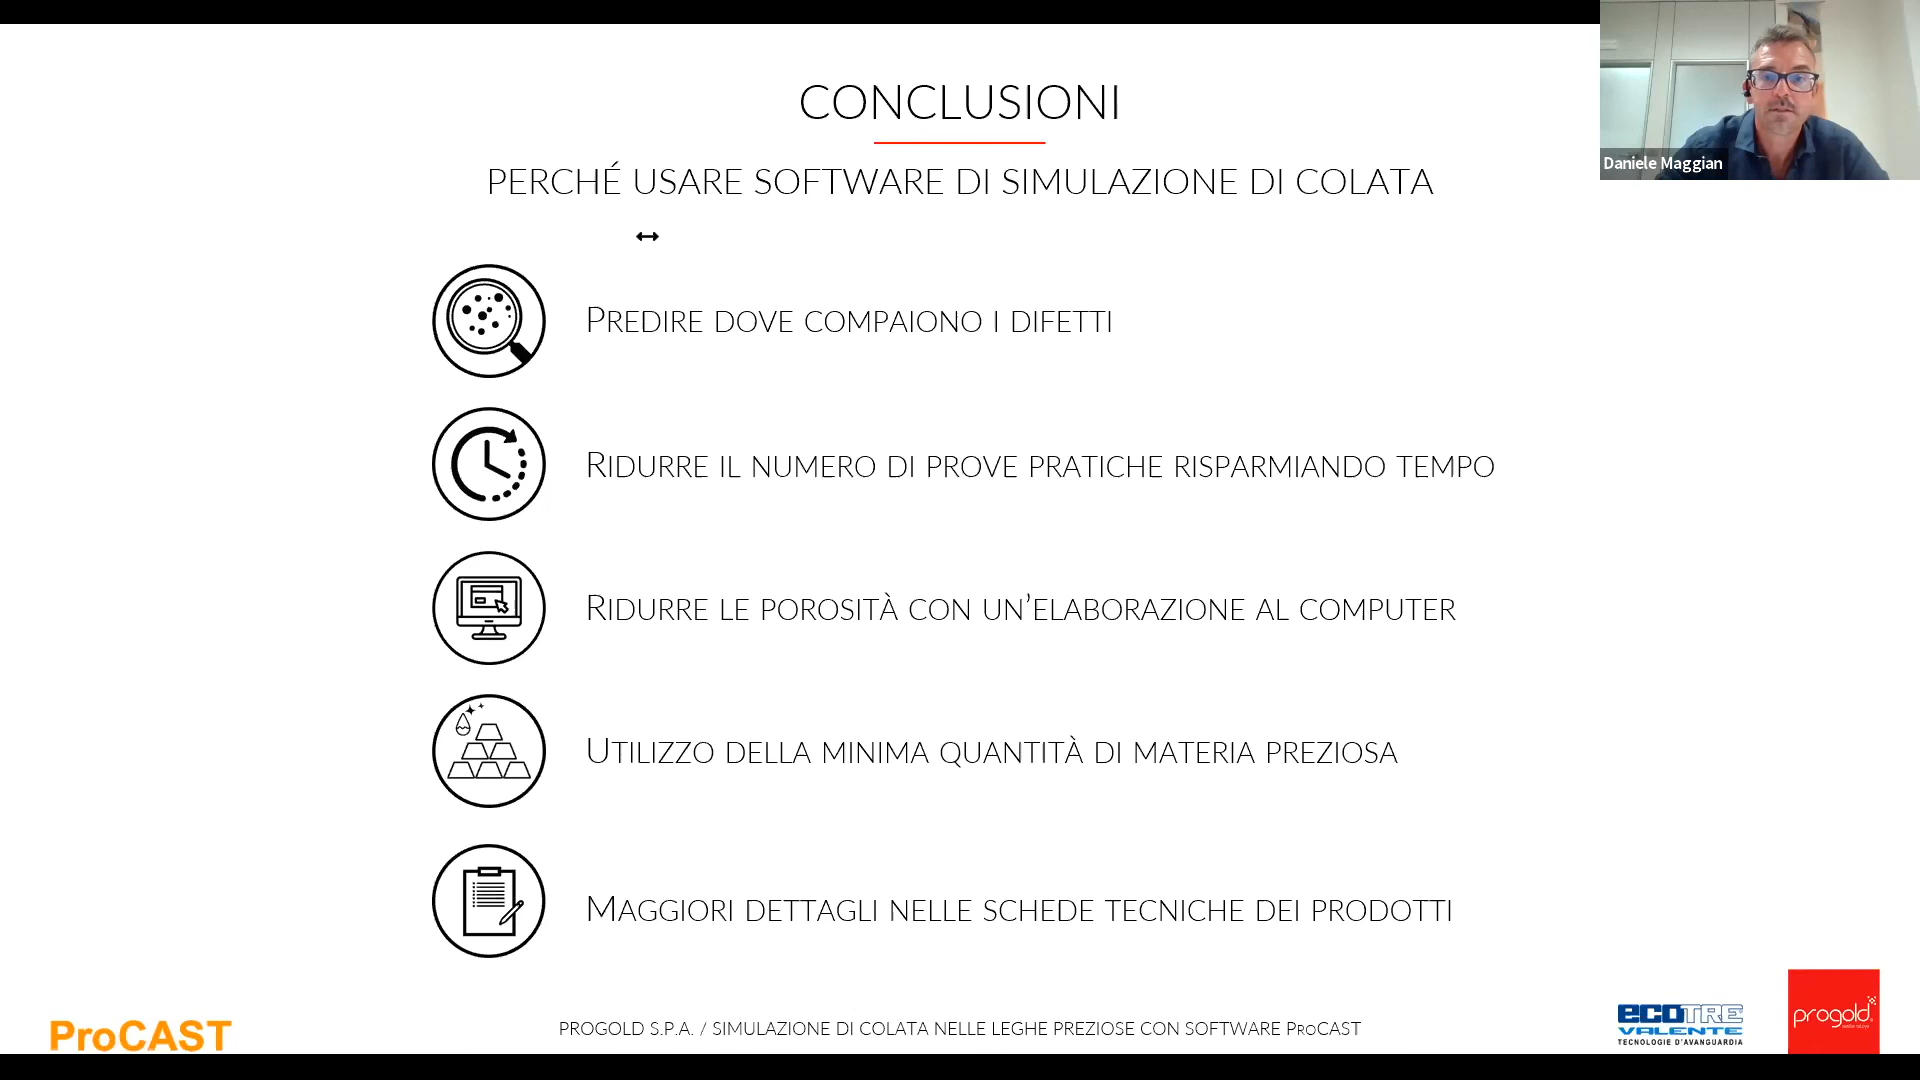 CONCLUSIONI
Daniele Maggian
PERCHÉ USARE SOFTWARE DI SIMULAZIONE DI COLATA
PREDIRE DOVE COMPAIONO I DIFETTI
RIDURRE IL NUMERO DI PROVE PRATICHE RISPARMIANDO TEMPO
RIDURRE LE POROSITÀ CON UN’ELABORAZIONE AL COMPUTER
UTILIZZO DELLA MINIMA QUANTITÀ DI MATERIA PREZIOSA
MAGGIORI DETTAGLI NELLE SCHEDE TECNICHE DEI PRODOTTI
ProCAST
PROGOLD S.P.A. / SIMULAZIONE DI COLATA NELLE LEGHE PREZIOSE CON SOFTWARE PROCAST
ECOTRE
VALENTE
TECNOLOGIE D'AVANGUARDIA
progold